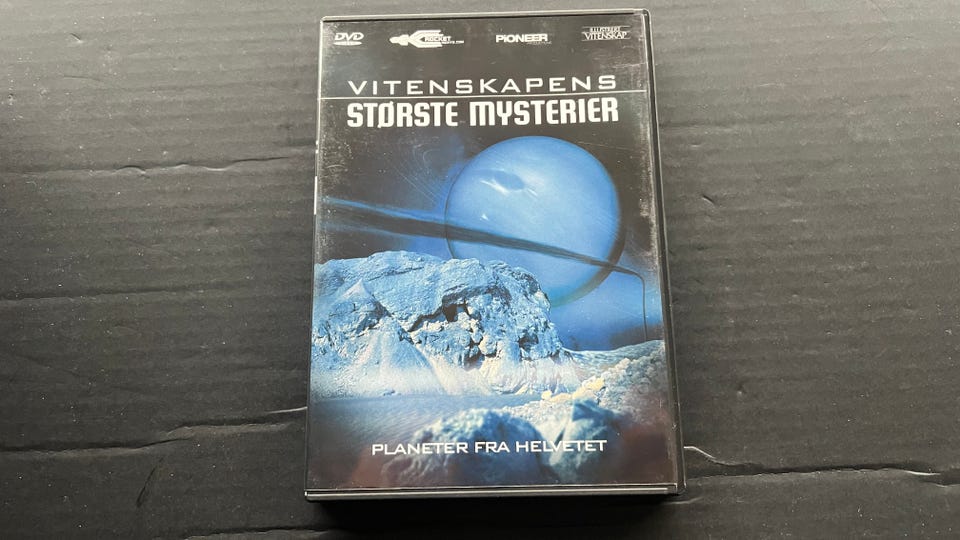 DVD
ROCKET
PiONEER
ILLUSTRERT
VITENSKAP
VITENSKAPENS
STØRSTE MYSTERIER
PLANETER FRA HELVETET